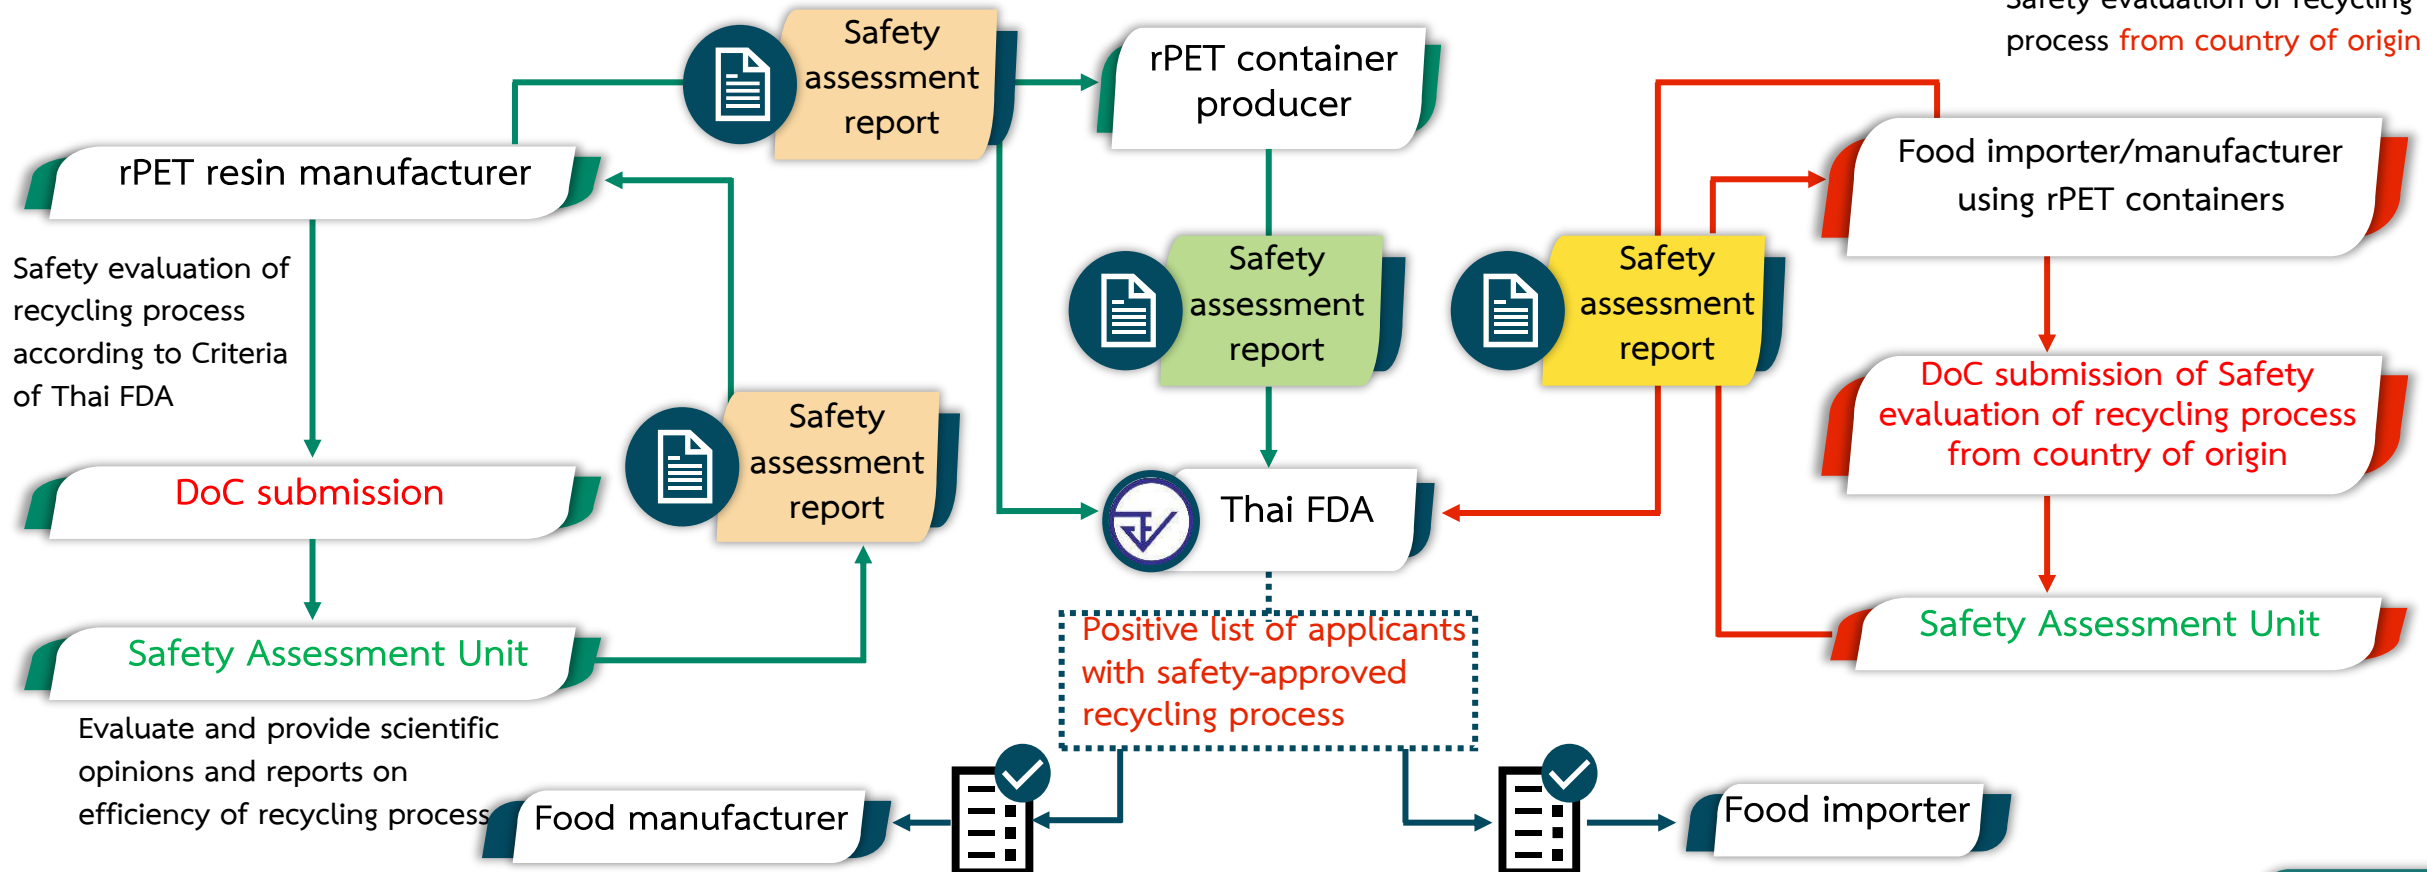 Safety evaluation of recycling
process from country of origin
Safety
assessment
report
rPET container
producer
rPET resin manufacturer
Food importer/manufacturer
using rPET containers
Safety evaluation of
recycling process
according to Criteria
of Thai FDA
Safety
assessment
report
Safety
assessment
report
DoC submission of Safety
evaluation of recycling process
from country of origin
Safety
assessment
report
DoC submission
Thai FDA
Safety Assessment Unit
Safety Assessment Unit
Positive list of applicants
with safety-approved
recycling process
Evaluate and provide scientific
opinions and reports on
efficiency of recycling process
Food manufacturer
Food importer